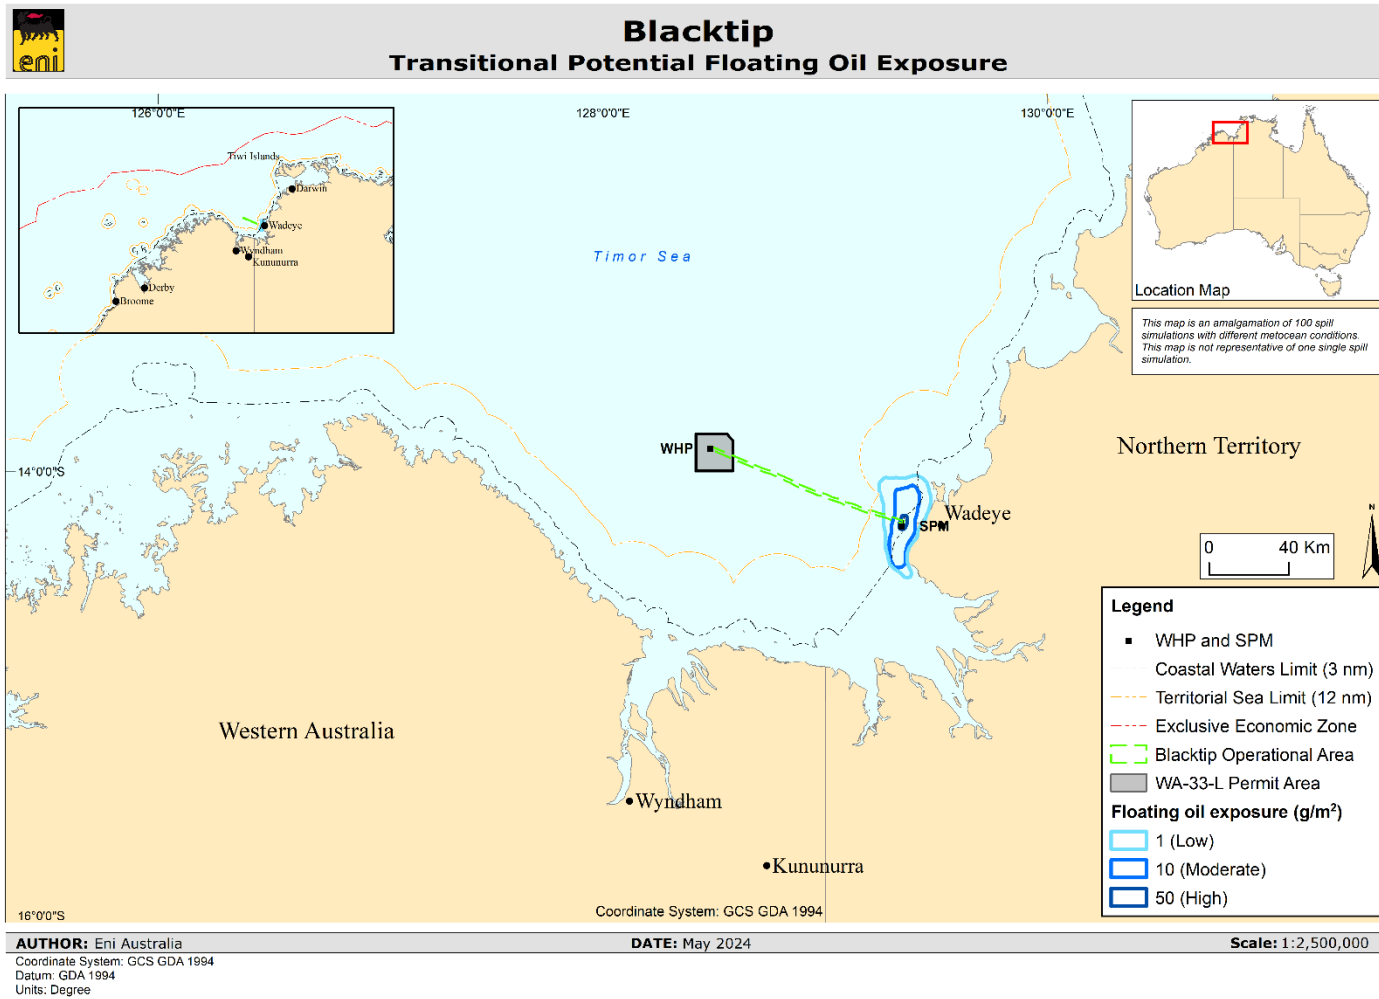 eni
Blacktip
Transitional Potential Floating Oil Exposure
126°0'0"E
128°0'0"E
130°0'0"E
Tiwi Islands
Darwin
Wadeye
Wyndham
Kununurra
Derby
Broome
Timor Sea
Location Map
This map is an amalgamation of 100 spill
simulations with different metocean conditions.
This map is not representative of one single spill
simulation.
WHP
14°0'0"S
Northern Territory
Wadeye
SPM
N
0 40 Km
Western Australia
Wyndham
Kununurra
16°0'0"S
Coordinate System: GCS GDA 1994
Legend
WHP and SPM
Coastal Waters Limit (3 nm)
Territorial Sea Limit (12 nm)
Exclusive Economic Zone
Blacktip Operational Area
WA-33-L Permit Area
Floating oil exposure (g/m²)
1 (Low)
10 (Moderate)
50 (High)
AUTHOR: Eni Australia
DATE: May 2024
Scale: 1:2,500,000
Coordinate System: GCS GDA 1994
Datum: GDA 1994
Units: Degree